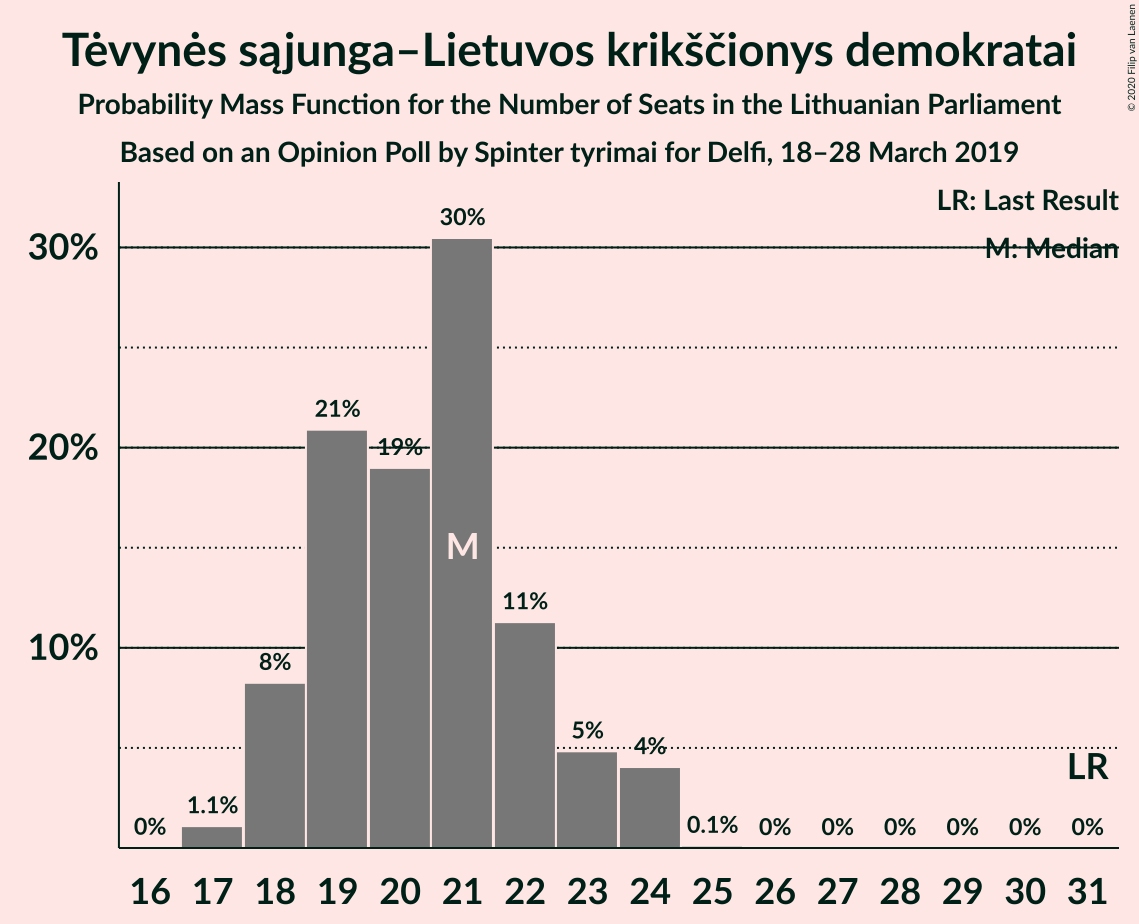 Tėvynės sąjunga–Lietuvos krikščionys demokratai
Probability Mass Function for the Number of Seats in the Lithuanian Parliament
Based on an Opinion Poll by Spinter tyrimai for Delfi, 18–28 March 2019
© 2020 Filip van Laenen
LR: Last Result
M: Median
30%
20%
10%
0%
1.1%
8%
21%
19%
30%
M
11%
5%
4%
0.1%
0%
0%
0%
0%
0%
0%
LR
16 17 18 19 20 21 22 23 24 25 26 27 28 29 30 31